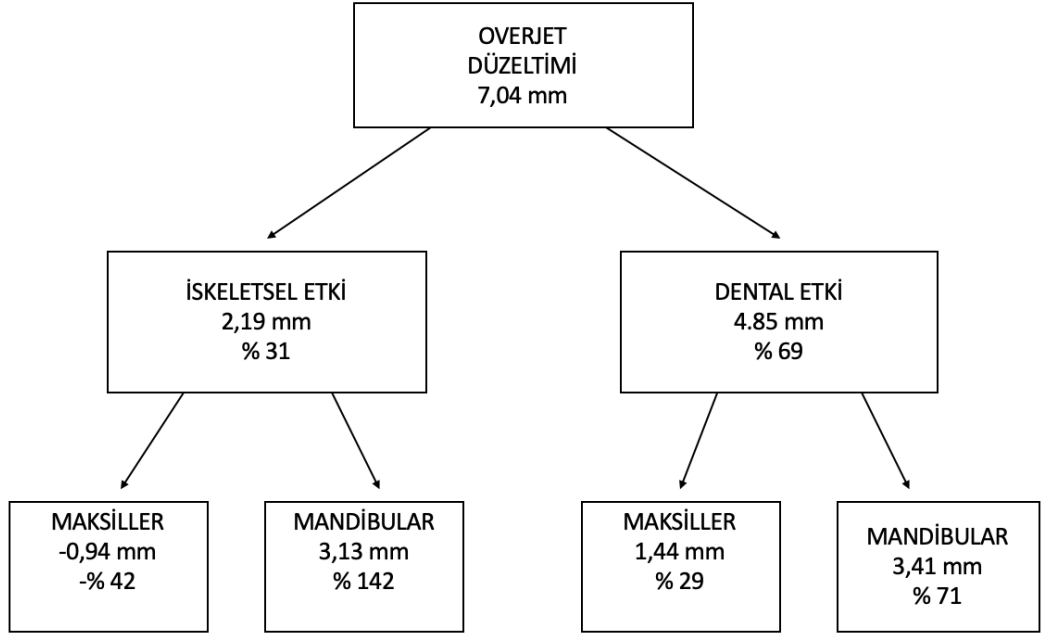 OVERJET
DÜZELTİMİ
7,04 mm
İSKELETSEL ETKİ
2,19 mm
% 31
DENTAL ETKİ
4.85 mm
% 69
MAKSİLLER
-0,94 mm
-% 42
MANDİBULAR
3,13 mm
% 142
MAKSİLLER
1,44 mm
% 29
MANDİBULAR
3,41 mm
% 71